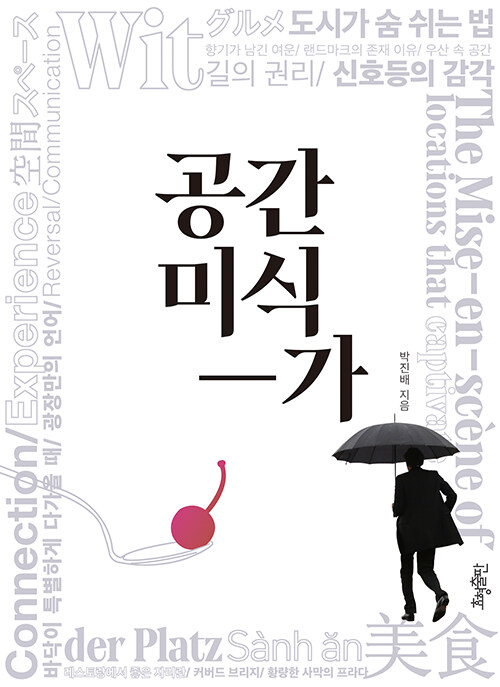 Wit
グルメ 도시가 숨 쉬는 법
향기가 남긴 여운/ 랜드마크의 존재 이유/ 우산 속 공간
길의 권리/ 신호등의 감각
The Mise-en-scène of
locations that captivate
공간
미식
—가
박진배 지음
효형출판
Connection/Experience 空間 スペース
바닥이 특별하게 다가올 때/ 광장만의 언어/ Reversal/Communication
der Platz Sành ăn 美食
레스토랑에서 좋은 자리란/ 커버드 브리지/ 황량한 사막의 프라다